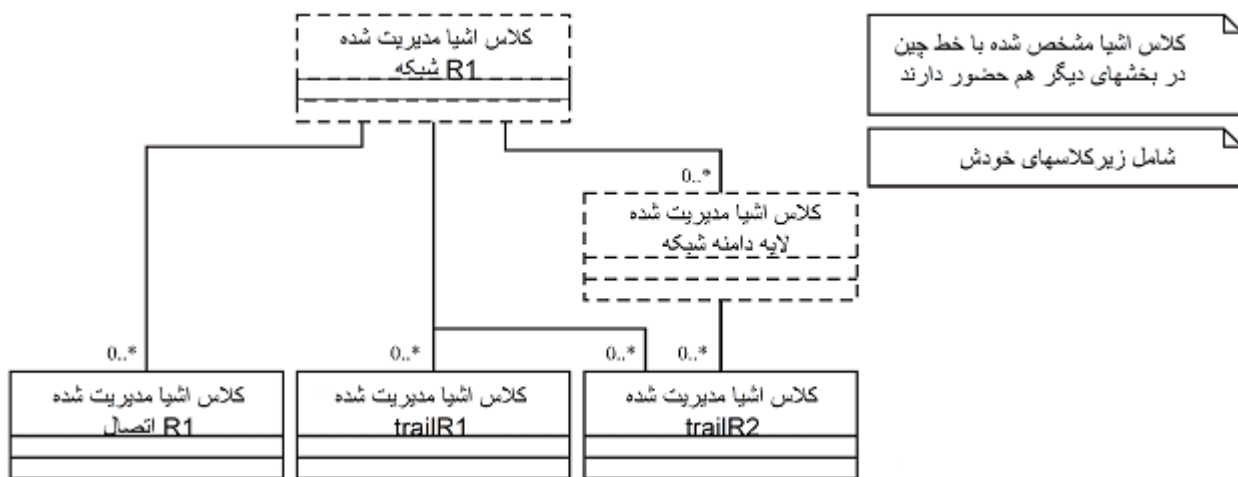 کلاس اشیا مدیریت شده
R1 شبکه
کلاس اشیا مشخص شده با خط چین
در بخشهای دیگر هم حضور دارند
شامل زیرکلاسهای خودش
0..*
کلاس اشیا مدیریت شده
لایه دامنه شبکه
0..*
0..*
0..*
0..*
کلاس اشیا مدیریت شده
R1 اتصال
کلاس اشیا مدیریت شده
trailR1
کلاس اشیا مدیریت شده
trailR2